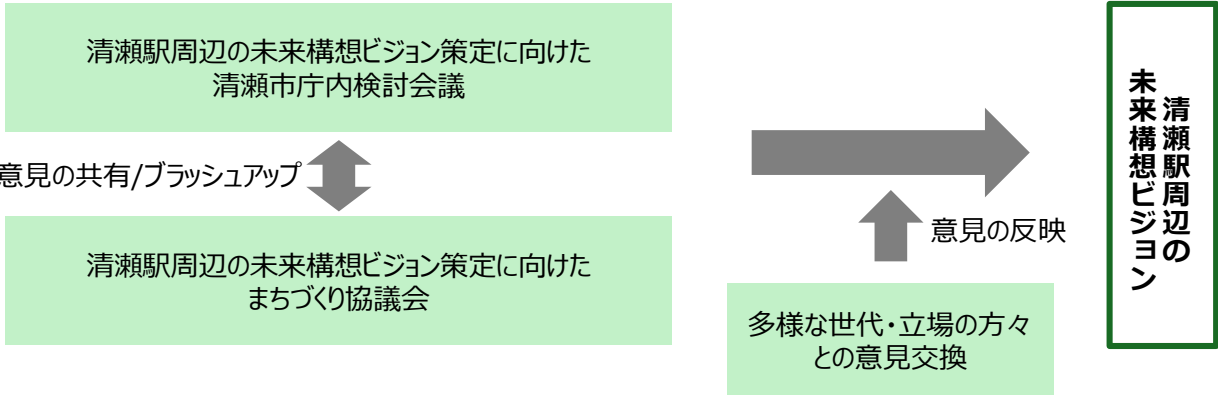 清瀬駅周辺の未来構想ビジョン策定に向けた
清瀬市庁内検討会議
意見の共有/ブラッシュアップ
清瀬駅周辺の未来構想ビジョン策定に向けた
まちづくり協議会
意見の反映
多様な世代・立場の方々
との意見交換
清瀬駅周辺の
未来構想ビジョン